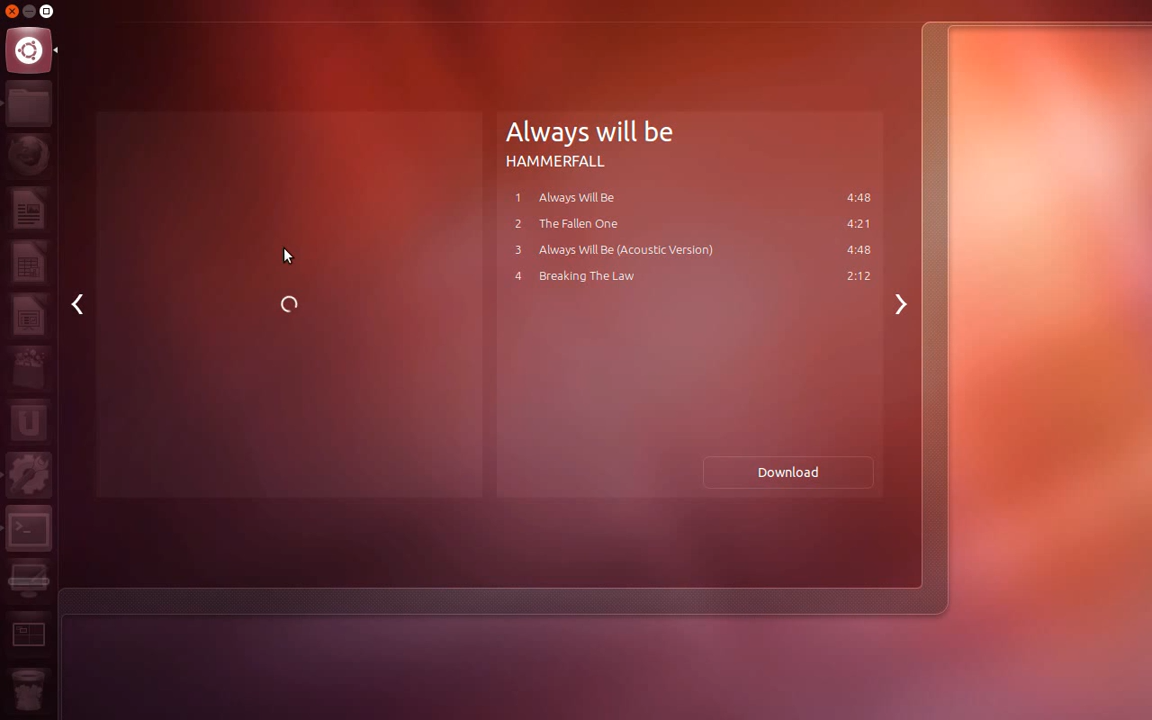 Always will be
HAMMERFALL
1 Always Will Be 4:48
2 The Fallen One 4:21
3 Always Will Be (Acoustic Version) 4:48
4 Breaking The Law 2:12
Download